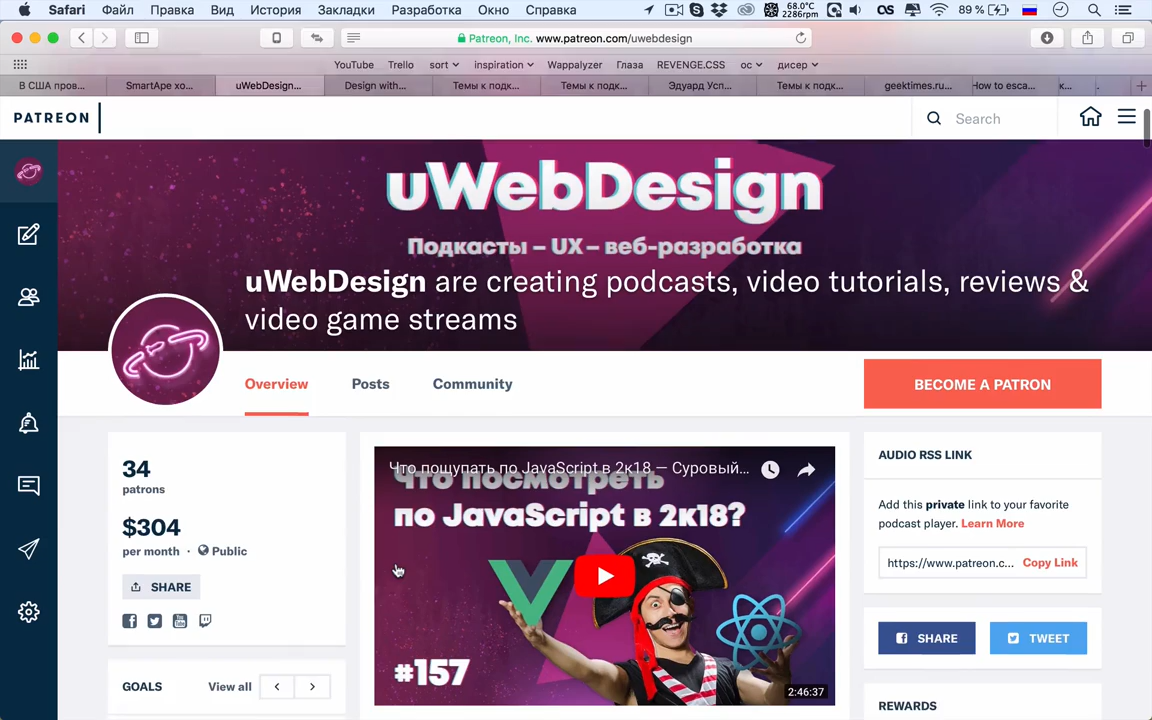 Safari Файл Правка Вид История Закладки Разработка Окно Справка 68.0°C 2286rpm OS 89 %
Patreon, Inc. www.patreon.com/uwebdesign
YouTube Trello sort inspiration Wappalyzer Глаза REVENGE.CSS ос дисер
В США пров... SmartApe хо... uWebDesign... Design with... Темы к подк... Темы к подк... Эдуард Усп... Темы к подк... geektimes.ru... How to esca... к...
PATREON Search
uWebDesign
Подкасты – UX – веб-разработка
uWebDesign are creating podcasts, video tutorials, reviews &
video game streams
Overview Posts Community BECOME A PATRON
34
patrons
$304
per month · Public
SHARE
GOALS View all
Что пощупать по JavaScript в 2к18 — Суровый...
Что посмотреть
по JavaScript в 2к18?
#157
2:46:37
AUDIO RSS LINK
Add this private link to your favorite
podcast player. Learn More
https://www.patreon.c... Copy Link
SHARE TWEET
REWARDS